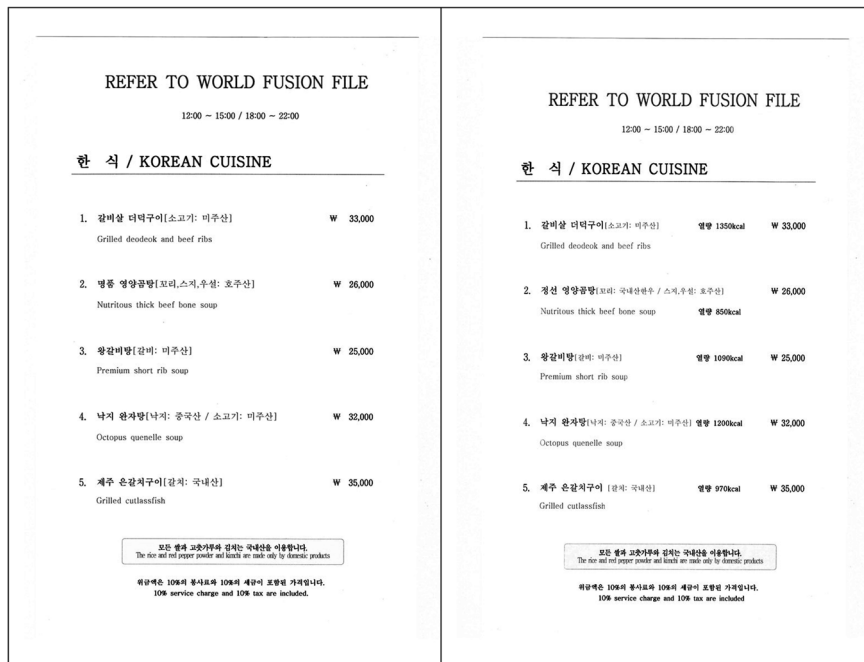 REFER TO WORLD FUSION FILE
12:00 ~ 15:00 / 18:00 ~ 22:00
한 식 / KOREAN CUISINE
1. 갈비살 더덕구이[소고기: 미주산] ₩ 33,000
Grilled deodeok and beef ribs
2. 명품 영양곰탕[꼬리,스지,우설: 호주산] ₩ 26,000
Nutritous thick beef bone soup
3. 왕갈비탕[갈비: 미주산] ₩ 25,000
Premium short rib soup
4. 낙지 완자탕[낙지: 중국산 / 소고기: 미주산] ₩ 32,000
Octopus quenelle soup
5. 제주 은갈치구이[갈치: 국내산] ₩ 35,000
Grilled cutlassfish
모든 쌀과 고춧가루와 김치는 국내산을 이용합니다.
The rice and red pepper powder and kimchi are made only by domestic products
위금액은 10%의 봉사료와 10%의 세금이 포함된 가격입니다.
10% service charge and 10% tax are included.
REFER TO WORLD FUSION FILE
12:00 ~ 15:00 / 18:00 ~ 22:00
한 식 / KOREAN CUISINE
1. 갈비살 더덕구이[소고기: 미주산] 열량 1350kcal ₩ 33,000
Grilled deodeok and beef ribs
2. 정선 영양곰탕[꼬리: 국내산한우 / 스지,우설: 호주산] ₩ 26,000
Nutritous thick beef bone soup 열량 850kcal
3. 왕갈비탕[갈비: 미주산] 열량 1090kcal ₩ 25,000
Premium short rib soup
4. 낙지 완자탕[낙지: 중국산 / 소고기: 미주산] 열량 1200kcal ₩ 32,000
Octopus quenelle soup
5. 제주 은갈치구이 [갈치: 국내산] 열량 970kcal ₩ 35,000
Grilled cutlassfish
모든 쌀과 고춧가루와 김치는 국내산을 이용합니다.
The rice and red pepper powder and kimchi are made only by domestic products
위금액은 10%의 봉사료와 10%의 세금이 포함된 가격입니다.
10% service charge and 10% tax are included